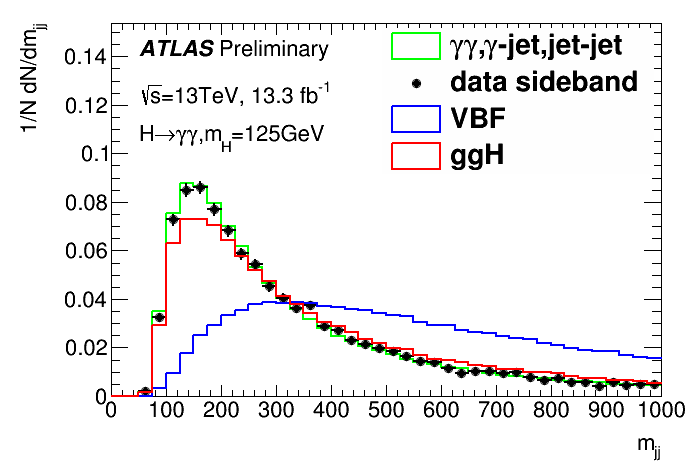 1/N dN/dm_jj
0.14
0.12
0.1
0.08
0.06
0.04
0.02
0
ATLAS Preliminary
√s=13TeV, 13.3 fb⁻¹
H→γγ,m_H=125GeV
γγ,γ-jet,jet-jet
data sideband
VBF
ggH
0 100 200 300 400 500 600 700 800 900 1000
m_jj